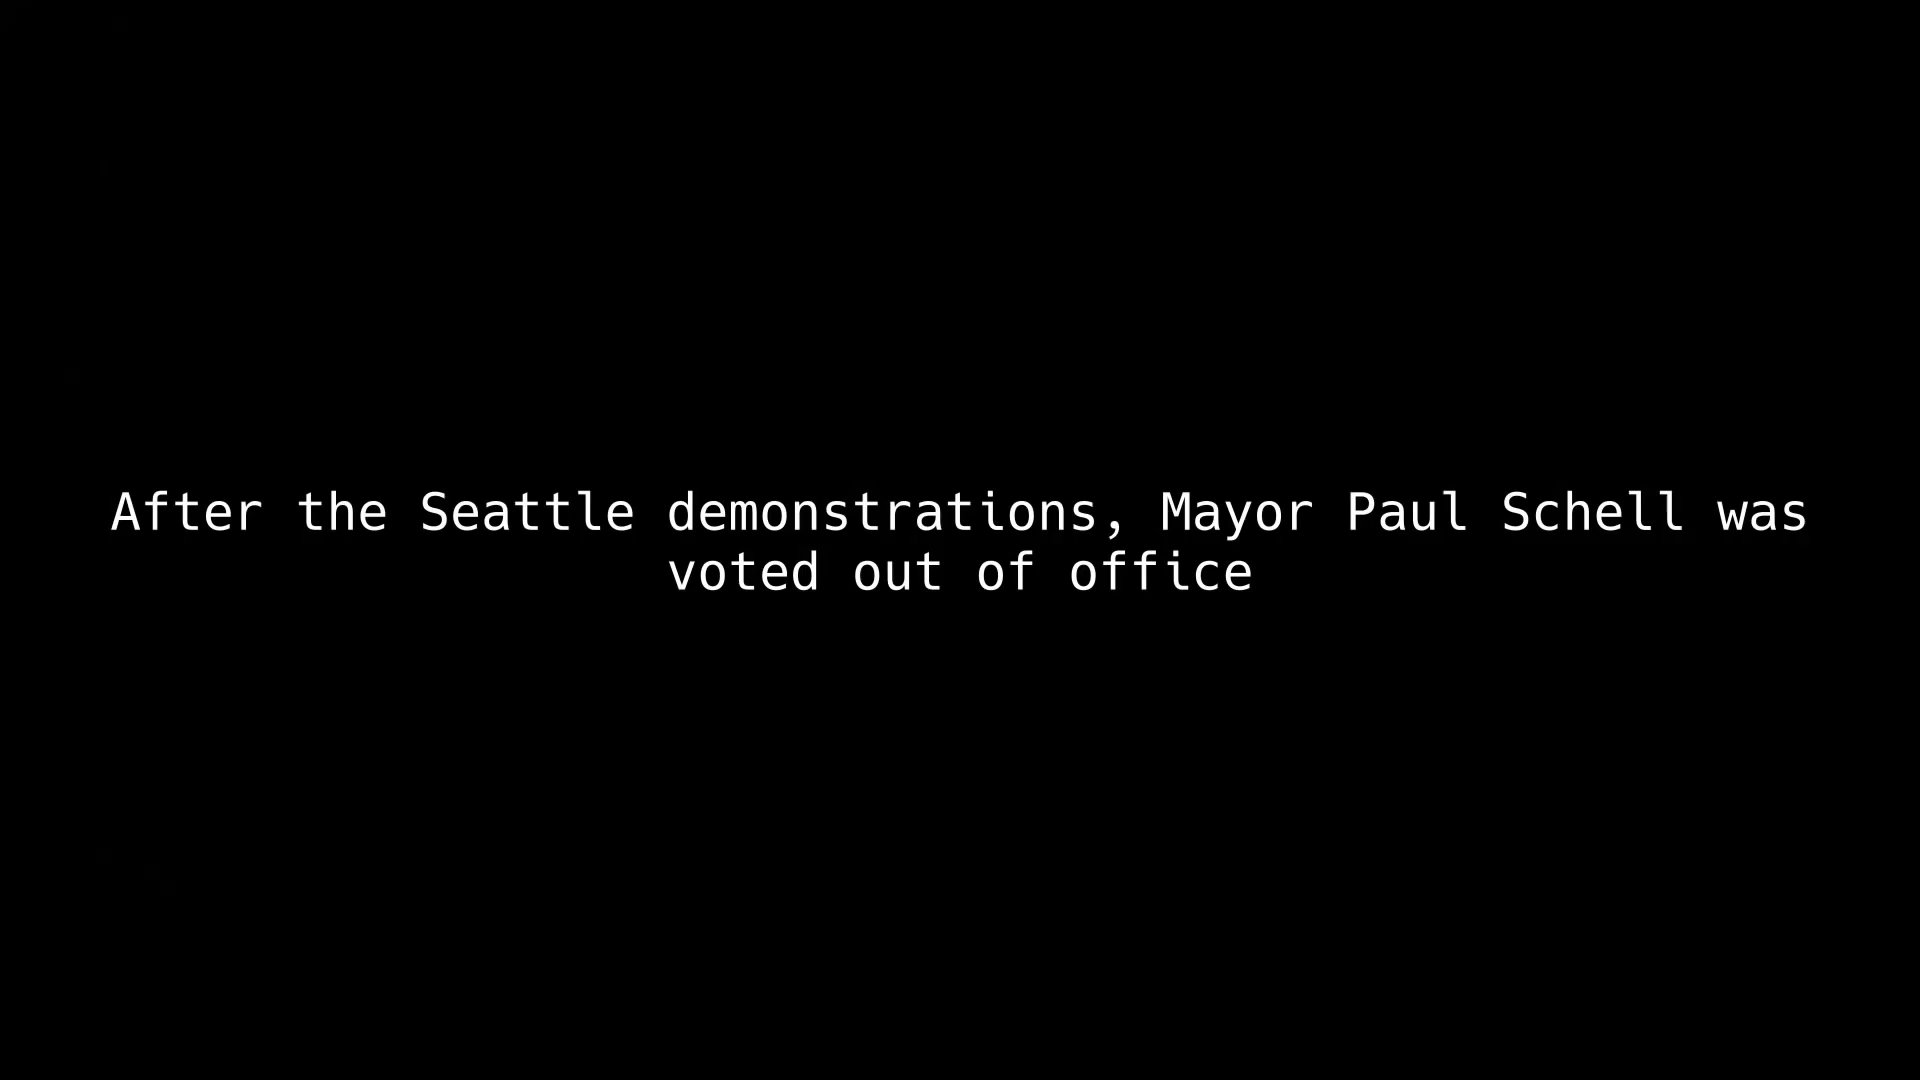 After the Seattle demonstrations, Mayor Paul Schell was
voted out of office